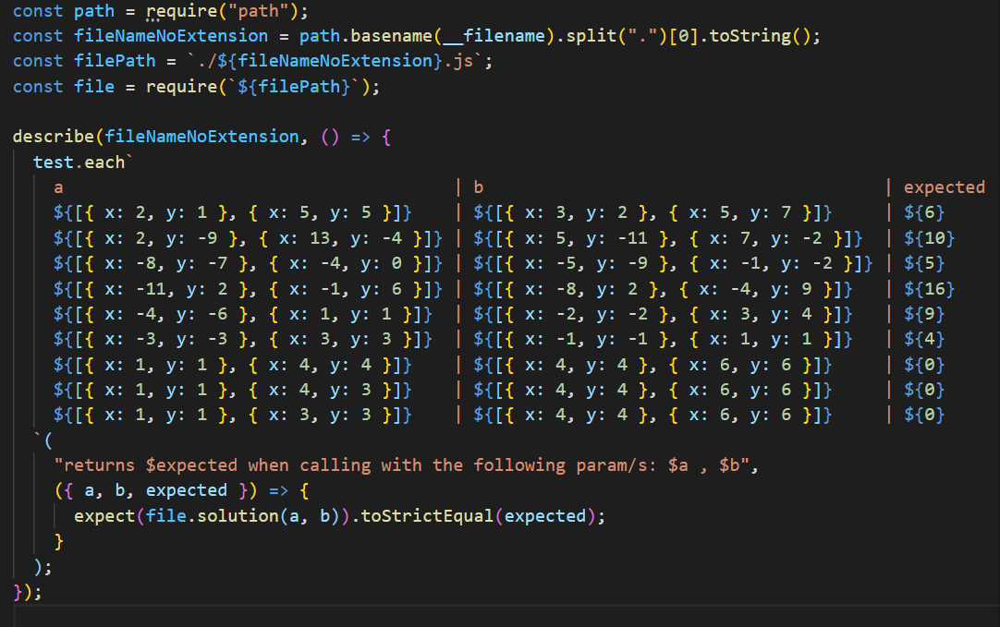 const path = require("path");
const fileNameNoExtension = path.basename(__filename).split(".")[0].toString();
const filePath = `./${fileNameNoExtension}.js`;
const file = require(`${filePath}`);

describe(fileNameNoExtension, () => {
  test.each`
    a                                       | b                                        | expected
    ${[{ x: 2, y: 1 }, { x: 5, y: 5 }]}     | ${[{ x: 3, y: 2 }, { x: 5, y: 7 }]}      | ${6}
    ${[{ x: 2, y: -9 }, { x: 13, y: -4 }]} | ${[{ x: 5, y: -11 }, { x: 7, y: -2 }]}  | ${10}
    ${[{ x: -8, y: -7 }, { x: -4, y: 0 }]} | ${[{ x: -5, y: -9 }, { x: -1, y: -2 }]} | ${5}
    ${[{ x: -11, y: 2 }, { x: -1, y: 6 }]} | ${[{ x: -8, y: 2 }, { x: -4, y: 9 }]}   | ${16}
    ${[{ x: -4, y: -6 }, { x: 1, y: 1 }]}  | ${[{ x: -2, y: -2 }, { x: 3, y: 4 }]}   | ${9}
    ${[{ x: -3, y: -3 }, { x: 3, y: 3 }]}  | ${[{ x: -1, y: -1 }, { x: 1, y: 1 }]}   | ${4}
    ${[{ x: 1, y: 1 }, { x: 4, y: 4 }]}    | ${[{ x: 4, y: 4 }, { x: 6, y: 6 }]}     | ${0}
    ${[{ x: 1, y: 1 }, { x: 4, y: 3 }]}    | ${[{ x: 4, y: 4 }, { x: 6, y: 6 }]}     | ${0}
    ${[{ x: 1, y: 1 }, { x: 3, y: 3 }]}    | ${[{ x: 4, y: 4 }, { x: 6, y: 6 }]}     | ${0}
  `(
    "returns $expected when calling with the following param/s: $a , $b",
    ({ a, b, expected }) => {
      expect(file.solution(a, b)).toStrictEqual(expected);
    }
  );
});